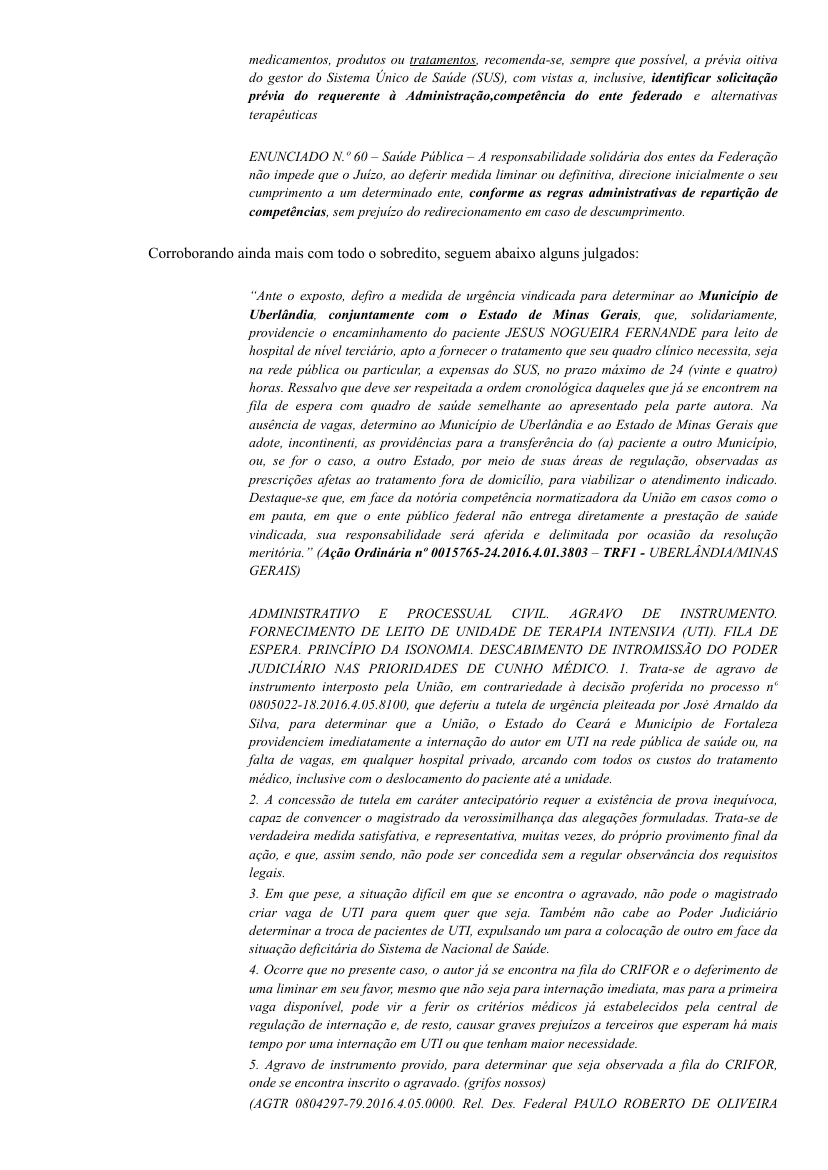 medicamentos, produtos ou tratamentos, recomenda-se, sempre que possível, a prévia oitiva
do gestor do Sistema Único de Saúde (SUS), com vistas a, inclusive, identificar solicitação
prévia do requerente à Administração,competência do ente federado e alternativas
terapêuticas
ENUNCIADO N.º 60 – Saúde Pública – A responsabilidade solidária dos entes da Federação
não impede que o Juízo, ao deferir medida liminar ou definitiva, direcione inicialmente o seu
cumprimento a um determinado ente, conforme as regras administrativas de repartição de
competências, sem prejuízo do redirecionamento em caso de descumprimento.
Corroborando ainda mais com todo o sobredito, seguem abaixo alguns julgados:
“Ante o exposto, defiro a medida de urgência vindicada para determinar ao Município de
Uberlândia, conjuntamente com o Estado de Minas Gerais, que, solidariamente,
providencie o encaminhamento do paciente JESUS NOGUEIRA FERNANDE para leito de
hospital de nível terciário, apto a fornecer o tratamento que seu quadro clínico necessita, seja
na rede pública ou particular, a expensas do SUS, no prazo máximo de 24 (vinte e quatro)
horas. Ressalvo que deve ser respeitada a ordem cronológica daqueles que já se encontrem na
fila de espera com quadro de saúde semelhante ao apresentado pela parte autora. Na
ausência de vagas, determino ao Município de Uberlândia e ao Estado de Minas Gerais que
adote, incontinenti, as providências para a transferência do (a) paciente a outro Município,
ou, se for o caso, a outro Estado, por meio de suas áreas de regulação, observadas as
prescrições afetas ao tratamento fora de domicílio, para viabilizar o atendimento indicado.
Destaque-se que, em face da notória competência normatizadora da União em casos como o
em pauta, em que o ente público federal não entrega diretamente a prestação de saúde
vindicada, sua responsabilidade será aferida e delimitada por ocasião da resolução
meritória.” (Ação Ordinária nº 0015765-24.2016.4.01.3803 – TRF1 - UBERLÂNDIA/MINAS
GERAIS)
ADMINISTRATIVO E PROCESSUAL CIVIL. AGRAVO DE INSTRUMENTO.
FORNECIMENTO DE LEITO DE UNIDADE DE TERAPIA INTENSIVA (UTI). FILA DE
ESPERA. PRINCÍPIO DA ISONOMIA. DESCABIMENTO DE INTROMISSÃO DO PODER
JUDICIÁRIO NAS PRIORIDADES DE CUNHO MÉDICO. 1. Trata-se de agravo de
instrumento interposto pela União, em contrariedade à decisão proferida no processo nº
0805022-18.2016.4.05.8100, que deferiu a tutela de urgência pleiteada por José Arnaldo da
Silva, para determinar que a União, o Estado do Ceará e Município de Fortaleza
providenciem imediatamente a internação do autor em UTI na rede pública de saúde ou, na
falta de vagas, em qualquer hospital privado, arcando com todos os custos do tratamento
médico, inclusive com o deslocamento do paciente até a unidade.
2. A concessão de tutela em caráter antecipatório requer a existência de prova inequívoca,
capaz de convencer o magistrado da verossimilhança das alegações formuladas. Trata-se de
verdadeira medida satisfativa, e representativa, muitas vezes, do próprio provimento final da
ação, e que, assim sendo, não pode ser concedida sem a regular observância dos requisitos
legais.
3. Em que pese, a situação difícil em que se encontra o agravado, não pode o magistrado
criar vaga de UTI para quem quer que seja. Também não cabe ao Poder Judiciário
determinar a troca de pacientes de UTI, expulsando um para a colocação de outro em face da
situação deficitária do Sistema de Nacional de Saúde.
4. Ocorre que no presente caso, o autor já se encontra na fila do CRIFOR e o deferimento de
uma liminar em seu favor, mesmo que não seja para internação imediata, mas para a primeira
vaga disponível, pode vir a ferir os critérios médicos já estabelecidos pela central de
regulação de internação e, de resto, causar graves prejuízos a terceiros que esperam há mais
tempo por uma internação em UTI ou que tenham maior necessidade.
5. Agravo de instrumento provido, para determinar que seja observada a fila do CRIFOR,
onde se encontra inscrito o agravado. (grifos nossos)
(AGTR 0804297-79.2016.4.05.0000. Rel. Des. Federal PAULO ROBERTO DE OLIVEIRA